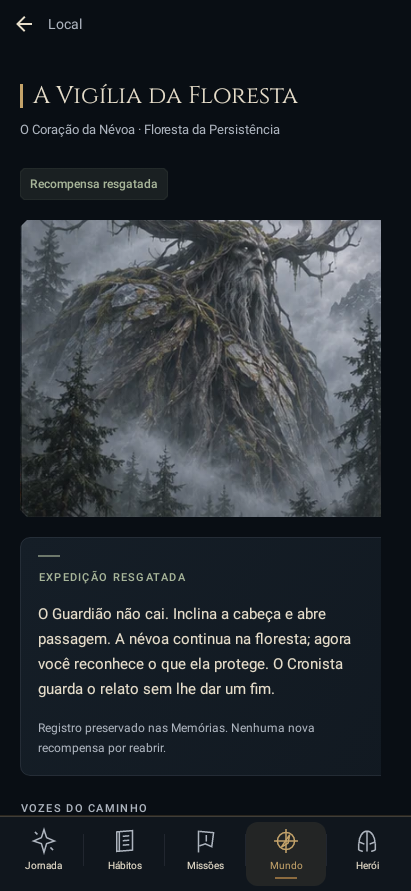 Local
A Vigília da Floresta
O Coração da Névoa · Floresta da Persistência
Recompensa resgatada
EXPEDIÇÃO RESGATADA
O Guardião não cai. Inclina a cabeça e abre
passagem. A névoa continua na floresta; agora
você reconhece o que ela protege. O Cronista
guarda o relato sem lhe dar um fim.
Registro preservado nas Memórias. Nenhuma nova
recompensa por reabrir.
VOZES DO CAMINHO
Jornada
Hábitos
Missões
Mundo
Herói